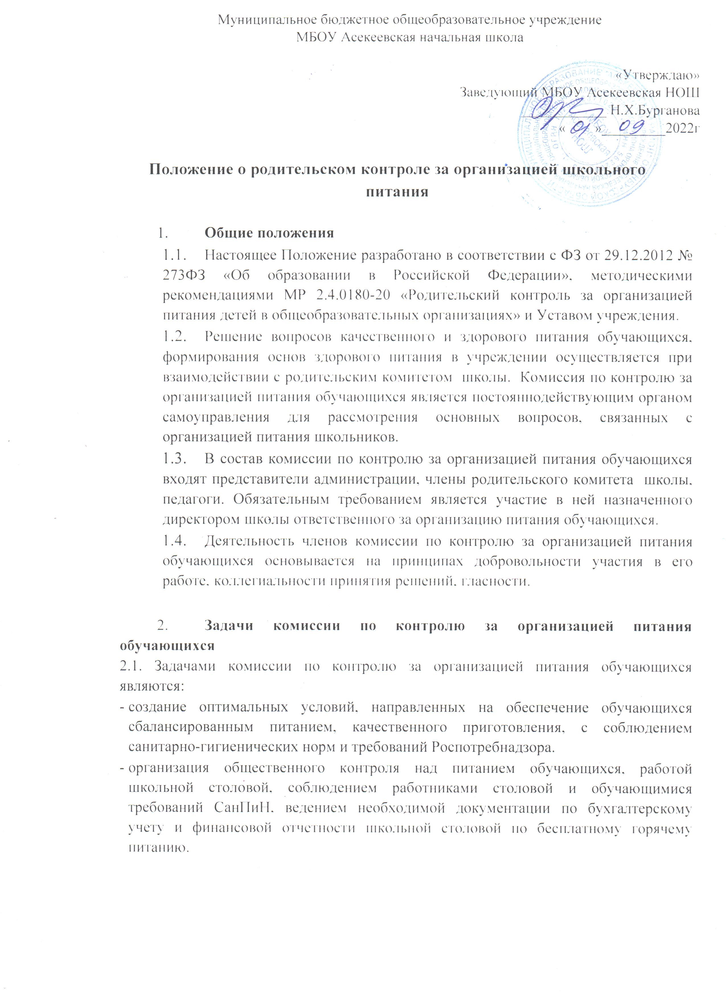 Муниципальное бюджетное общеобразовательное учреждение
МБОУ Асекеевская начальная школа
«Утверждаю»
Заведующий МБОУ Асекеевская НОШ
____________ Н.Х.Бурганова
« 01 »_________2022г
09
Положение о родительском контроле за организацией школьного
питания
1. Общие положения
1.1. Настоящее Положение разработано в соответствии с ФЗ от 29.12.2012 №
273ФЗ «Об образовании в Российской Федерации», методическими
рекомендациями МР 2.4.0180-20 «Родительский контроль за организацией
питания детей в общеобразовательных организациях» и Уставом учреждения.
1.2. Решение вопросов качественного и здорового питания обучающихся,
формирования основ здорового питания в учреждении осуществляется при
взаимодействии с родительским комитетом школы. Комиссия по контролю за
организацией питания обучающихся является постояннодействующим органом
самоуправления для рассмотрения основных вопросов, связанных с
организацией питания школьников.
1.3. В состав комиссии по контролю за организацией питания обучающихся
входят представители администрации, члены родительского комитета школы,
педагоги. Обязательным требованием является участие в ней назначенного
директором школы ответственного за организацию питания обучающихся.
1.4. Деятельность членов комиссии по контролю за организацией питания
обучающихся основывается на принципах добровольности участия в его
работе, коллегиальности принятия решений, гласности.
2. Задачи комиссии по контролю за организацией питания
обучающихся
2.1. Задачами комиссии по контролю за организацией питания обучающихся
являются:
- создание оптимальных условий, направленных на обеспечение обучающихся
сбалансированным питанием, качественного приготовления, с соблюдением
санитарно-гигиенических норм и требований Роспотребнадзора.
- организация общественного контроля над питанием обучающихся, работой
школьной столовой, соблюдением работниками столовой и обучающимися
требований СанПиН, ведением необходимой документации по бухгалтерскому
учету и финансовой отчетности школьной столовой по бесплатному горячему
питанию.